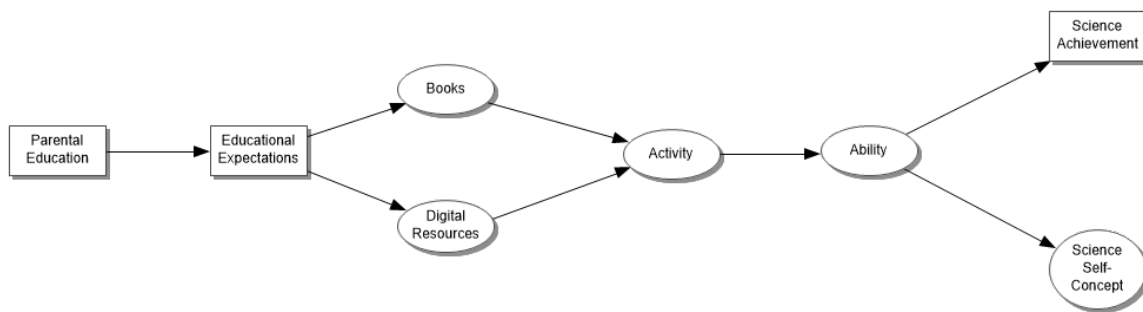 Parental
Education
Educational
Expectations
Books
Digital
Resources
Activity
Ability
Science
Achievement
Science
Self-
Concept